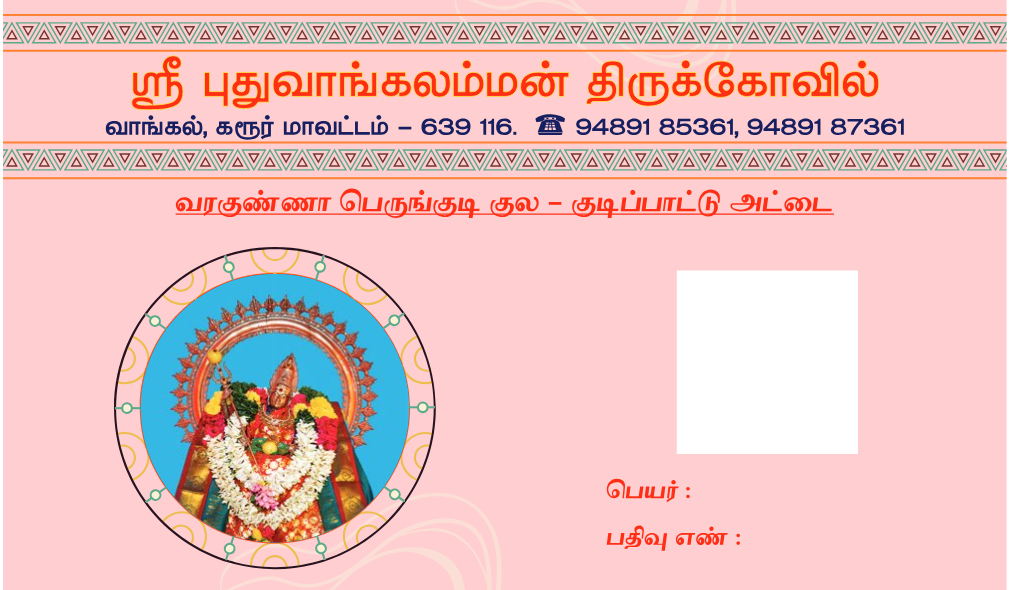 ஸ்ரீ புதுவாங்கலம்மன் திருக்கோவில்
வாங்கல், கரூர் மாவட்டம் – 639 116. ☎ 94891 85361, 94891 87361
வரகுண்ணா பெருங்குடி குல – குடிப்பாட்டு அட்டை
பெயர் :
பதிவு எண் :